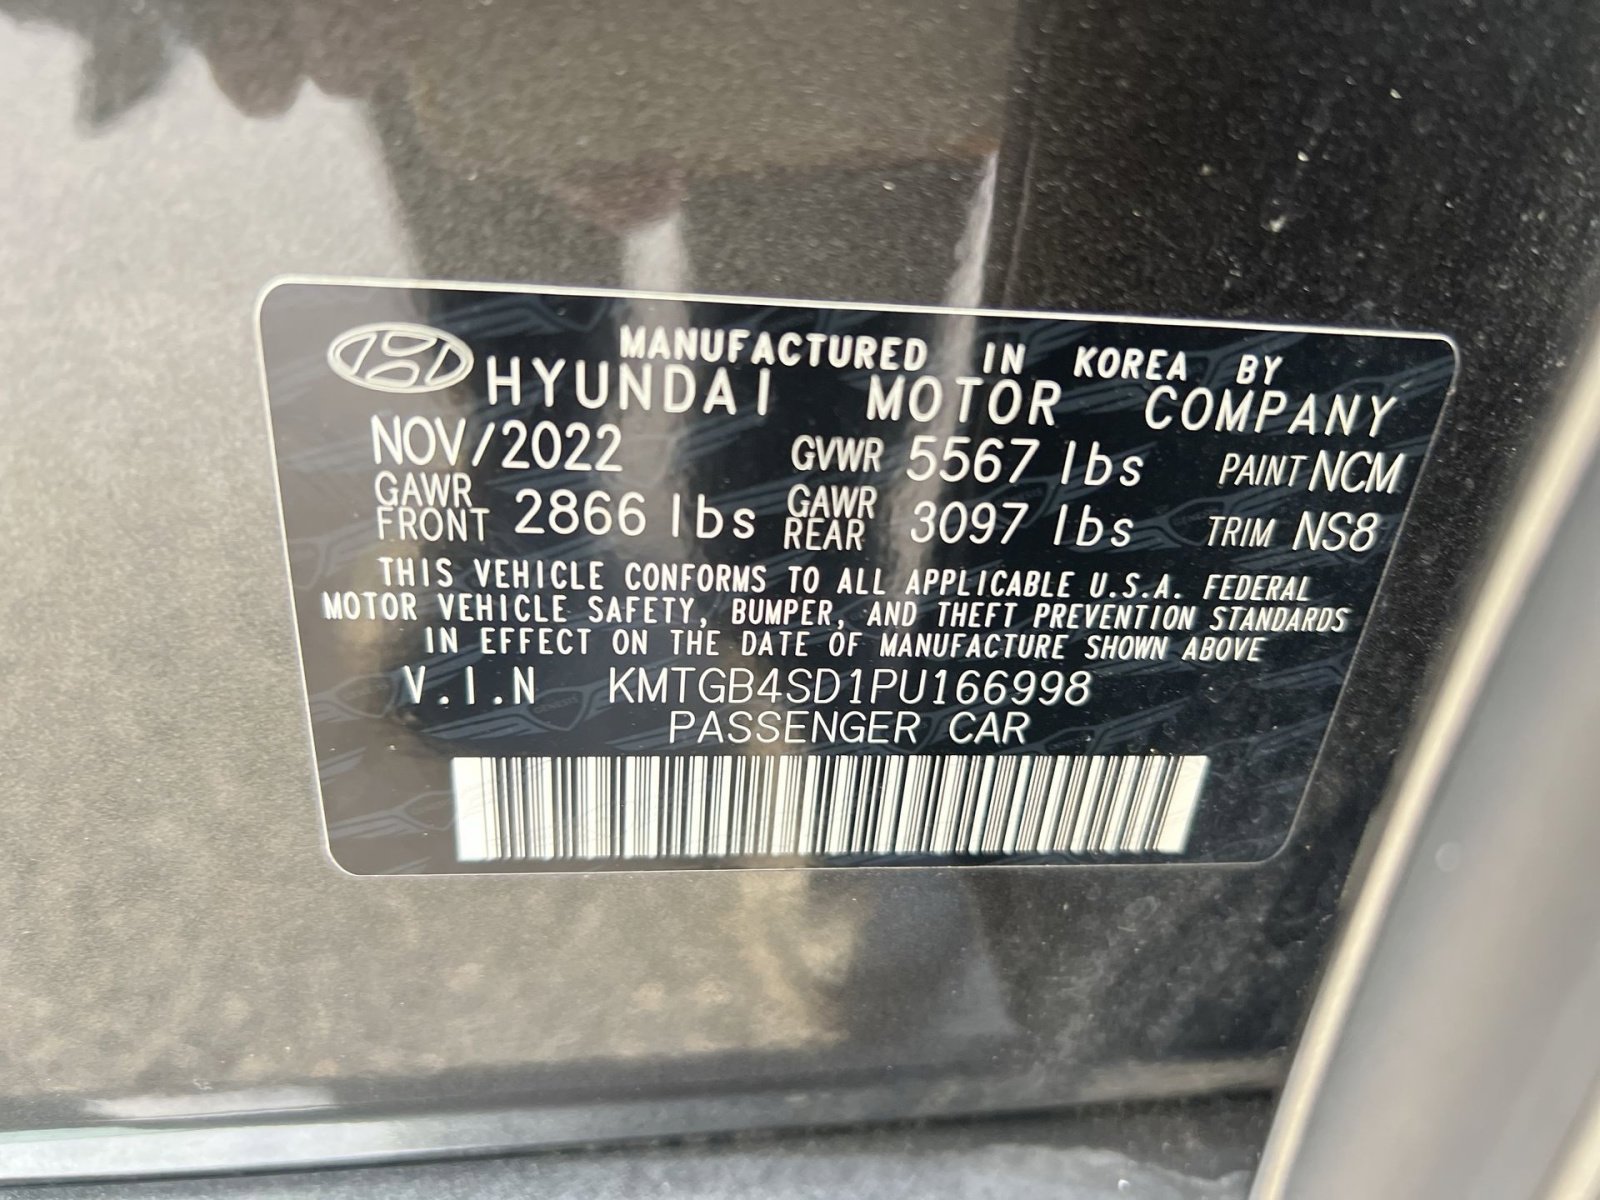 MANUFACTURED IN KOREA BY
HYUNDAI MOTOR COMPANY
NOV/2022 GVWR 5567 lbs PAINT NCM
GAWR FRONT 2866 lbs GAWR REAR 3097 lbs TRIM NS8
THIS VEHICLE CONFORMS TO ALL APPLICABLE U.S.A. FEDERAL
MOTOR VEHICLE SAFETY, BUMPER, AND THEFT PREVENTION STANDARDS
IN EFFECT ON THE DATE OF MANUFACTURE SHOWN ABOVE
V.I.N KMTGB4SD1PU166998
PASSENGER CAR